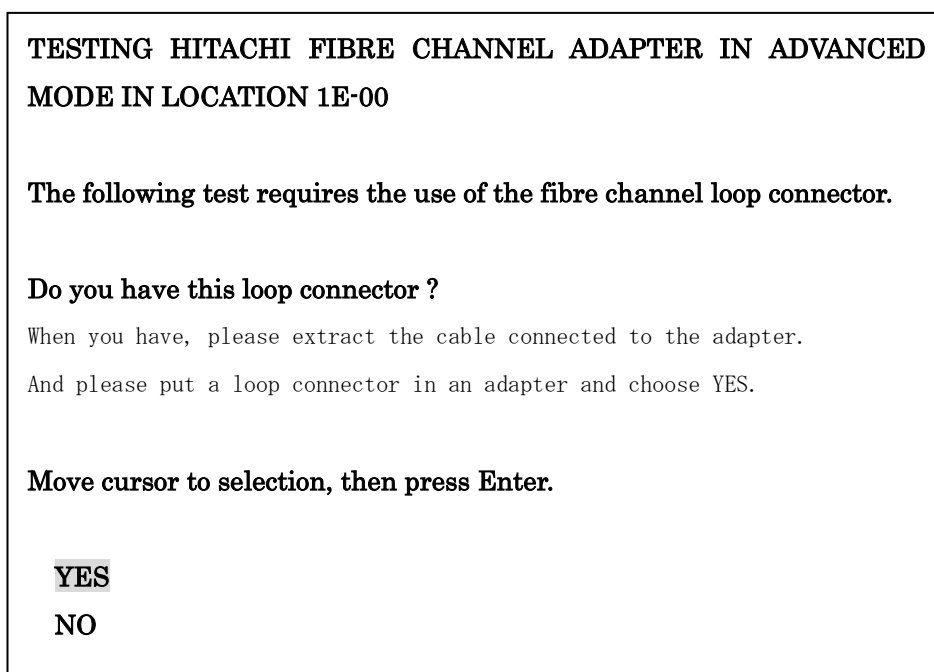 TESTING HITACHI FIBRE CHANNEL ADAPTER IN ADVANCED
MODE IN LOCATION 1E-00
The following test requires the use of the fibre channel loop connector.
Do you have this loop connector ?
When you have, please extract the cable connected to the adapter.
And please put a loop connector in an adapter and choose YES.
Move cursor to selection, then press Enter.
YES
NO